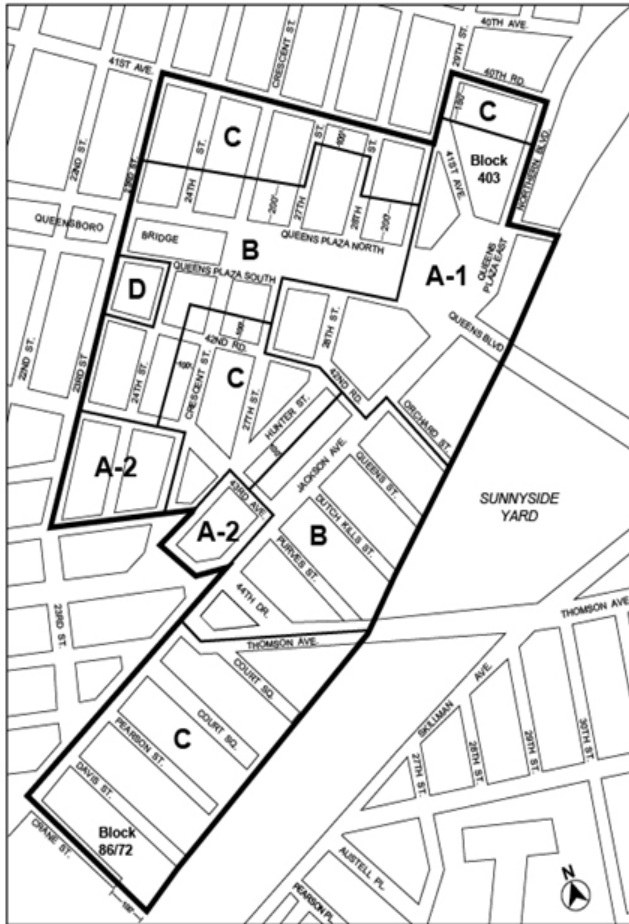 40TH AVE.
41ST AVE.
CRESCENT ST.
29TH ST.
40TH RD.
150'
C
Block
403
NORTHERN BLVD
22ND ST.
23RD ST.
24TH ST.
C
ST.
400'
ST.
41ST AVE.
200'
27TH
28TH
200'
QUEENSBORO
BRIDGE
QUEENS PLAZA NORTH
B
A-1
QUEENS
PLAZA EAST
QUEENS PLAZA SOUTH
D
QUEENS BLVD
28TH ST.
42ND RD.
42ND RD.
22ND ST.
23RD ST
24TH ST.
CRESCENT ST.
C
27TH ST.
HUNTER ST.
ORCHARD ST.
JACKSON AVE.
QUEENS ST.
A-2
43RD AVE.
A-2
B
DUTCH KILLS ST.
PURVES ST.
SUNNYSIDE
YARD
44TH DR.
THOMSON AVE.
THOMSON AVE.
23RD ST.
COURT SQ.
COURT SQ.
C
PEARSON ST.
DAVIS ST.
Block
86/72
CRANE ST.
SKILLMAN AVE.
27TH ST.
28TH ST.
29TH ST.
30TH ST.
AUSTELL PL.
PEARSON PL.
N